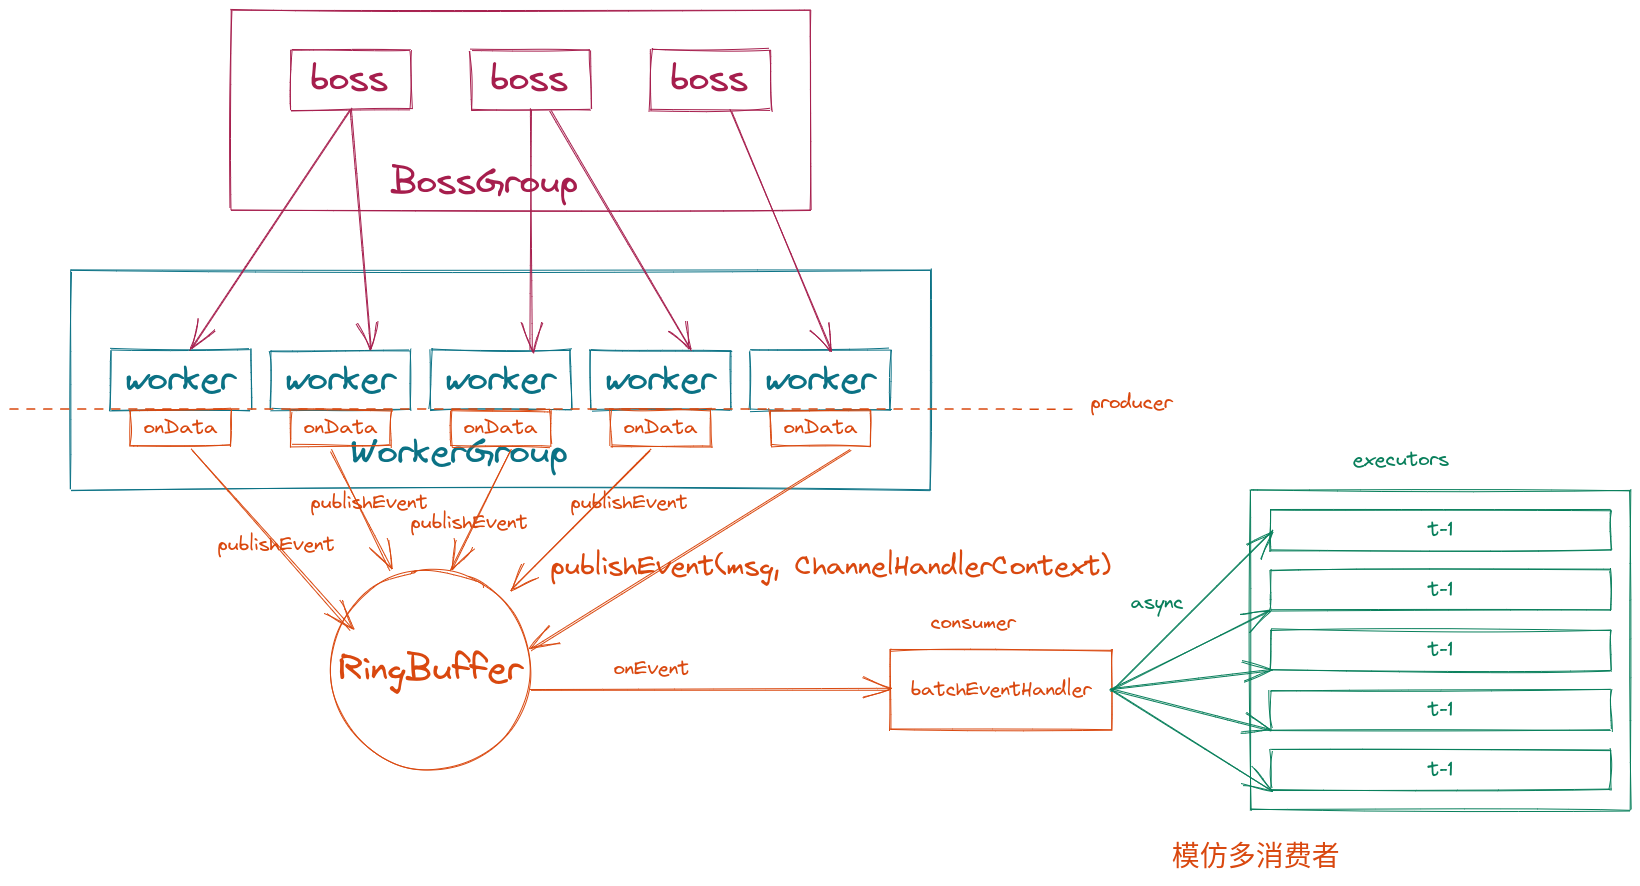 boss
boss
boss
BossGroup
worker
worker
worker
worker
worker
producer
onData
onData
onData
onData
onData
WorkerGroup
executors
publishEvent
publishEvent
publishEvent
publishEvent
publishEvent(msg, ChannelHandlerContext)
t-1
t-1
async
consumer
RingBuffer
onEvent
batchEventHandler
t-1
t-1
t-1
模仿多消费者